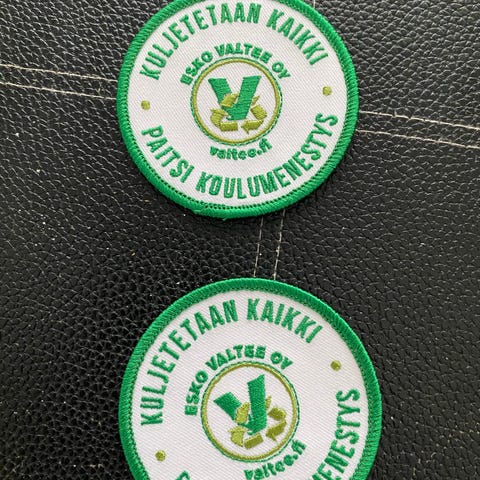 KULJETETAAN KAIKKI
ESKO VALTEE OY
V
valtee.fi
PAITSI KOULUMENESTYS
KULJETETAAN KAIKKI
ESKO VALTEE OY
V
valtee.fi